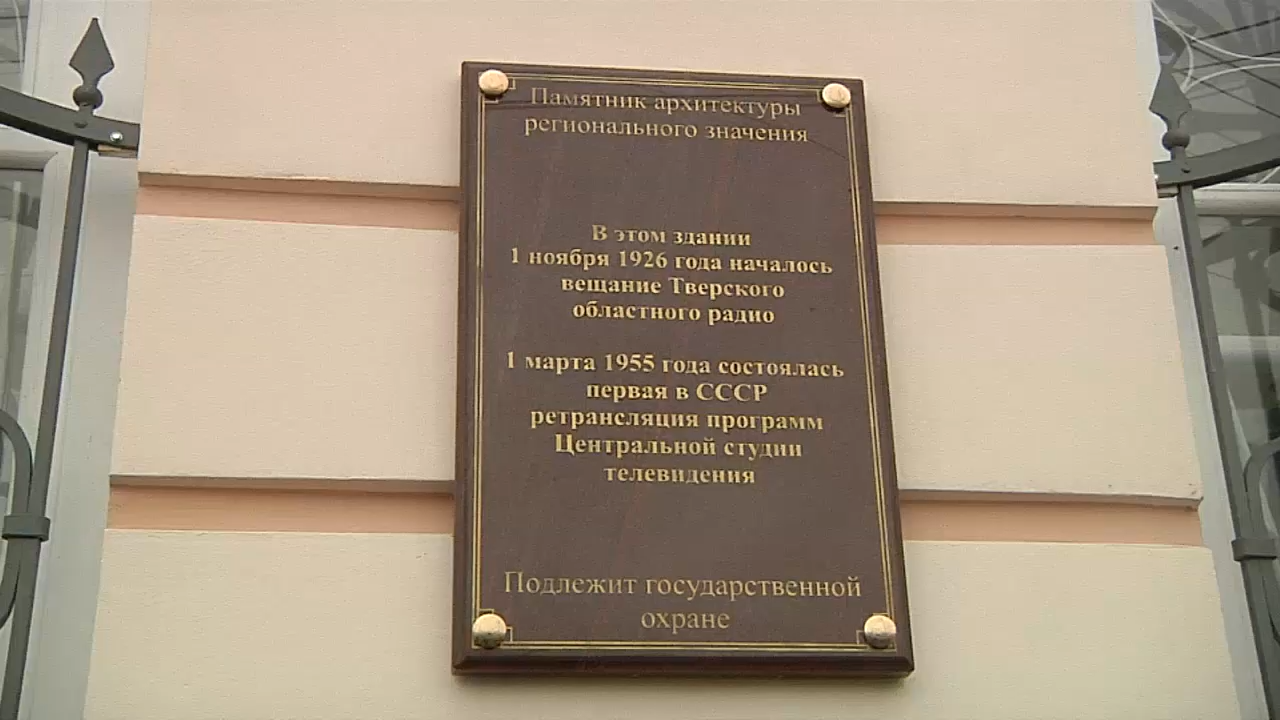 Памятник архитектуры
регионального значения
В этом здании
1 ноября 1926 года началось
вещание Тверского
областного радио
1 марта 1955 года состоялась
первая в СССР
ретрансляция программ
Центральной студии
телевидения
Подлежит государственной
охране